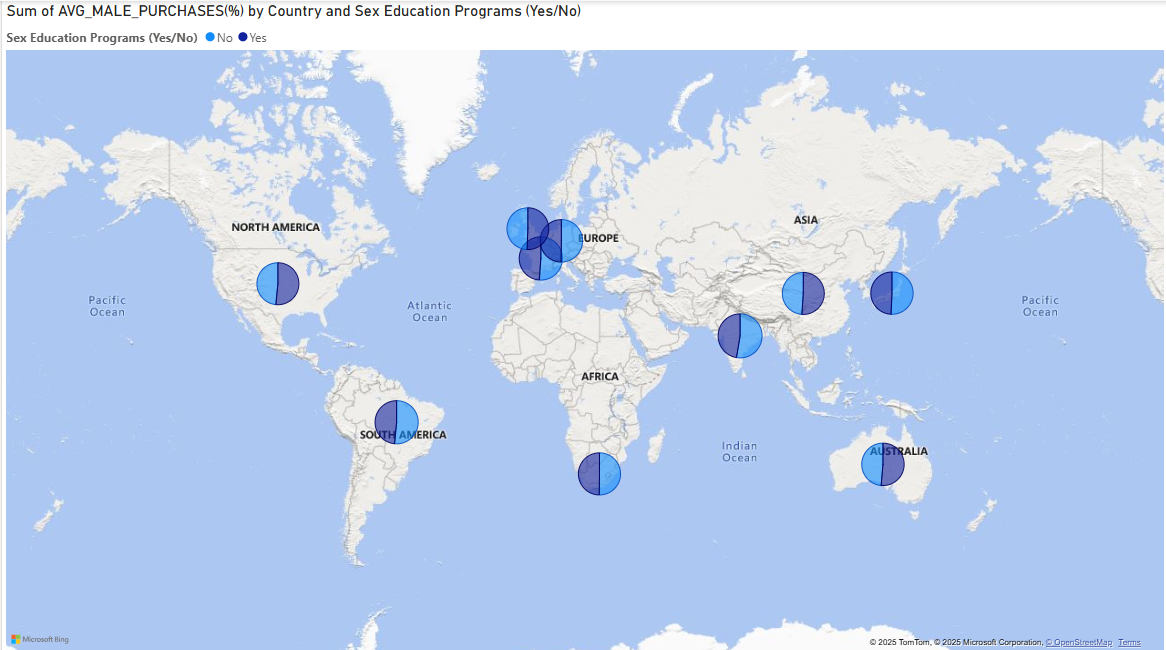 Sum of AVG_MALE_PURCHASES(%) by Country and Sex Education Programs (Yes/No)
Sex Education Programs (Yes/No) No Yes
NORTH AMERICA
EUROPE
ASIA
Pacific
Ocean
Atlantic
Ocean
Pacific
Ocean
AFRICA
SOUTH AMERICA
Indian
Ocean
AUSTRALIA
Microsoft Bing
© 2025 TomTom, © 2025 Microsoft Corporation, © OpenStreetMap Terms